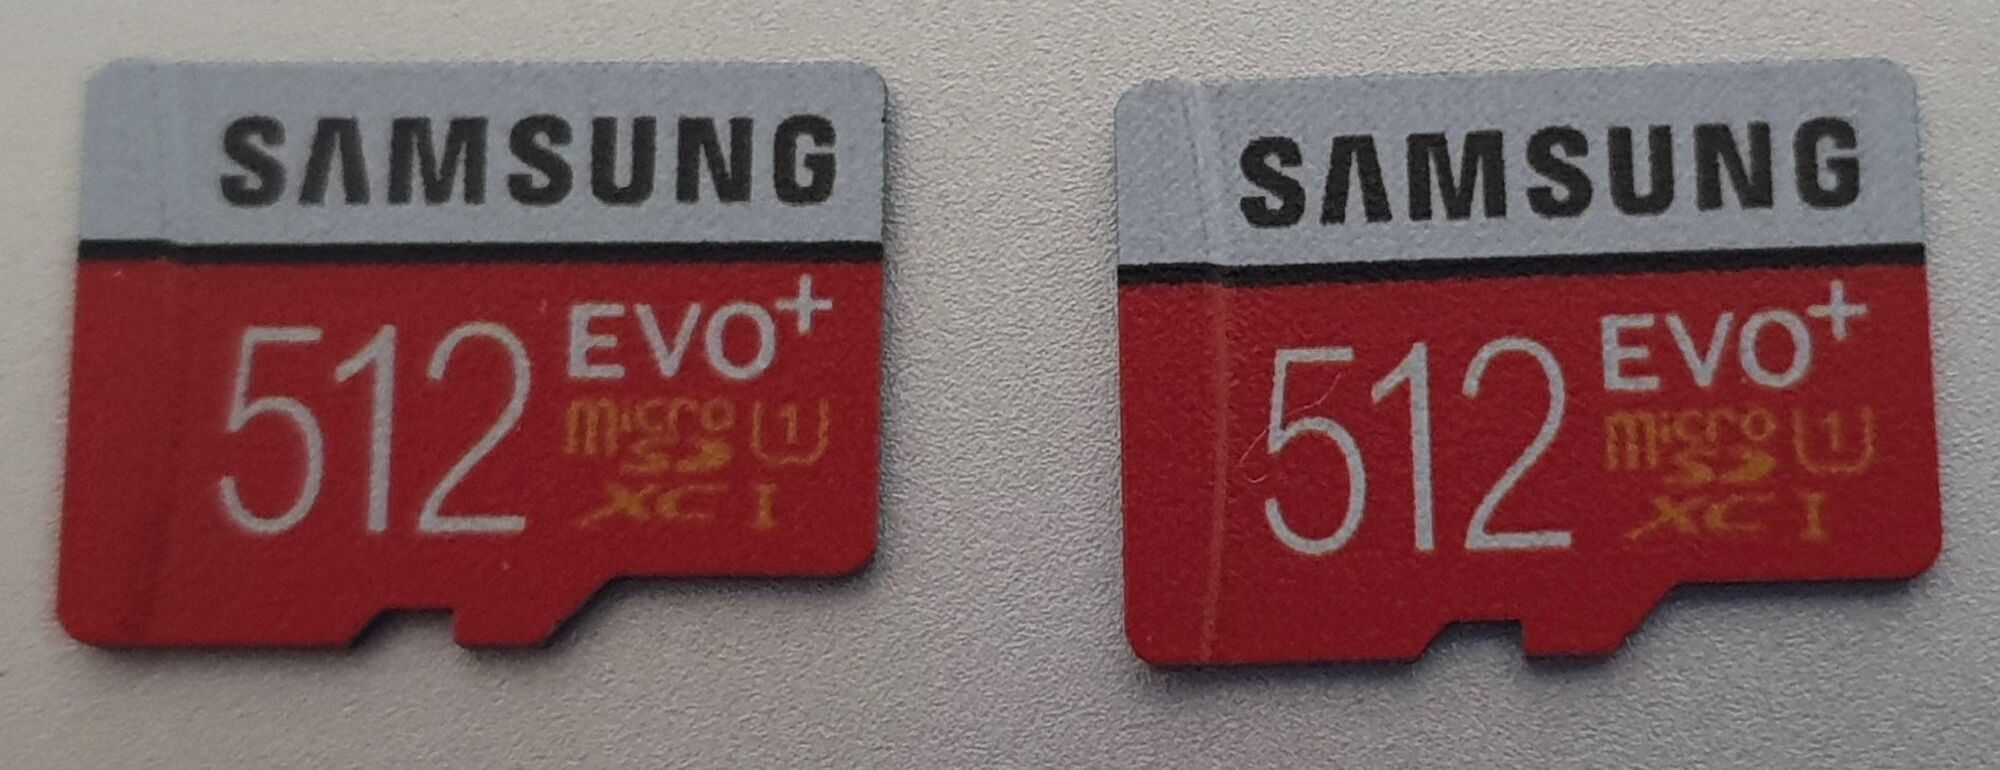 SAMSUNG
512 EVO+
micro SD U1
XC I
SAMSUNG
512 EVO+
micro SD U1
XC I